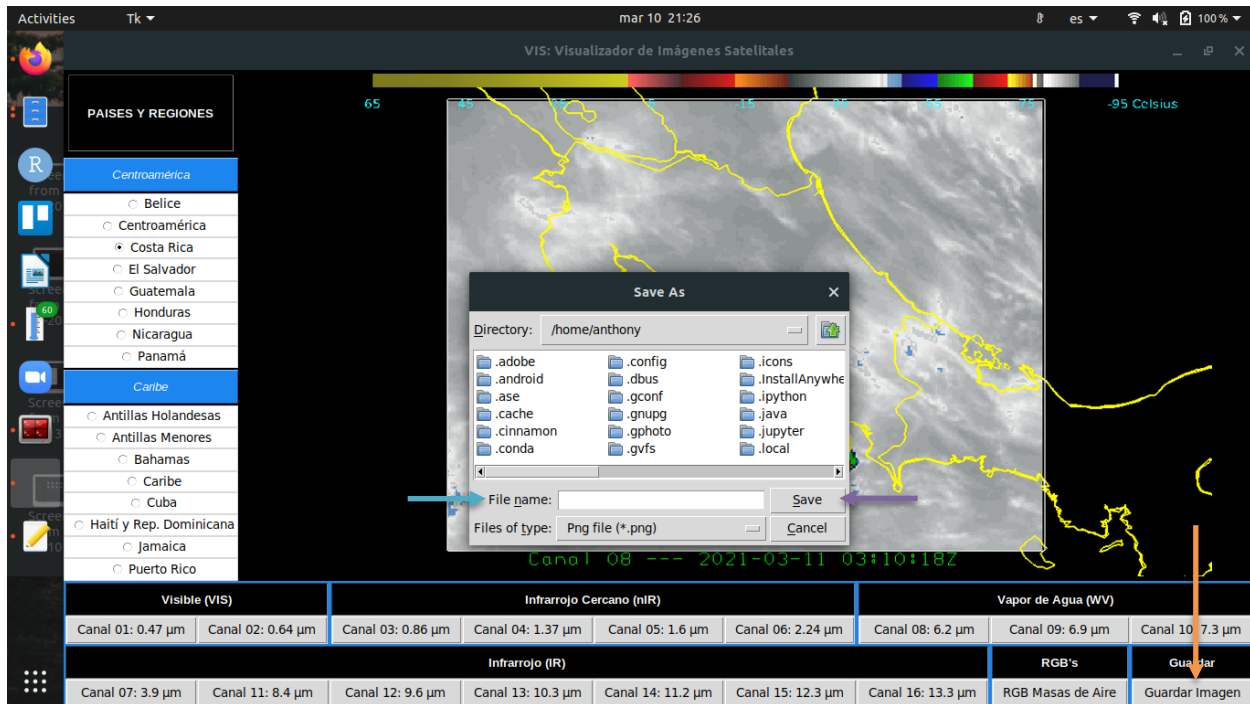 Activities Tk mar 10 21:26 es 100 %
VIS: Visualizador de Imágenes Satelitales
65 45 25 5 -15 -35 -55 -75 -95 Celsius
PAISES Y REGIONES
Centroamérica
Belice
Centroamérica
Costa Rica
El Salvador
Guatemala
Honduras
Nicaragua
Panamá
Caribe
Antillas Holandesas
Antillas Menores
Bahamas
Caribe
Cuba
Haití y Rep. Dominicana
Jamaica
Puerto Rico
R
60
Save As
Directory: /home/anthony
.adobe .config .icons
.android .dbus .InstallAnywhe
.ase .gconf .ipython
.cache .gnupg .java
.cinnamon .gphoto .jupyter
.conda .gvfs .local
File name: Save
Files of type: Png file (*.png) Cancel
Canal 08 --- 2021-03-11 03:10:18Z
Visible (VIS) Infrarrojo Cercano (nIR) Vapor de Agua (WV)
Canal 01: 0.47 µm Canal 02: 0.64 µm Canal 03: 0.86 µm Canal 04: 1.37 µm Canal 05: 1.6 µm Canal 06: 2.24 µm Canal 08: 6.2 µm Canal 09: 6.9 µm Canal 10: 7.3 µm
Infrarrojo (IR) RGB's Guardar
Canal 07: 3.9 µm Canal 11: 8.4 µm Canal 12: 9.6 µm Canal 13: 10.3 µm Canal 14: 11.2 µm Canal 15: 12.3 µm Canal 16: 13.3 µm RGB Masas de Aire Guardar Imagen